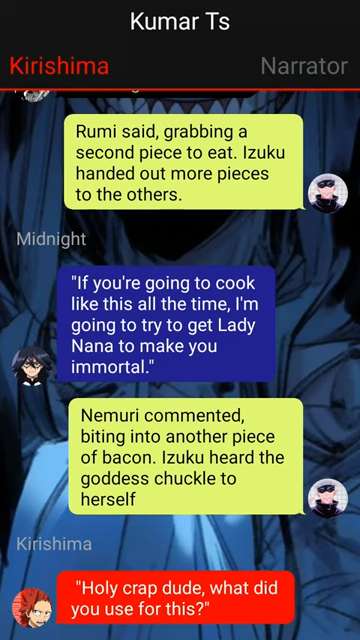 Kumar Ts
Kirishima
Narrator
Rumi said, grabbing a
second piece to eat. Izuku
handed out more pieces
to the others.
Midnight
"If you're going to cook
like this all the time, I'm
going to try to get Lady
Nana to make you
immortal."
Nemuri commented,
biting into another piece
of bacon. Izuku heard the
goddess chuckle to
herself
Kirishima
"Holy crap dude, what did
you use for this?"